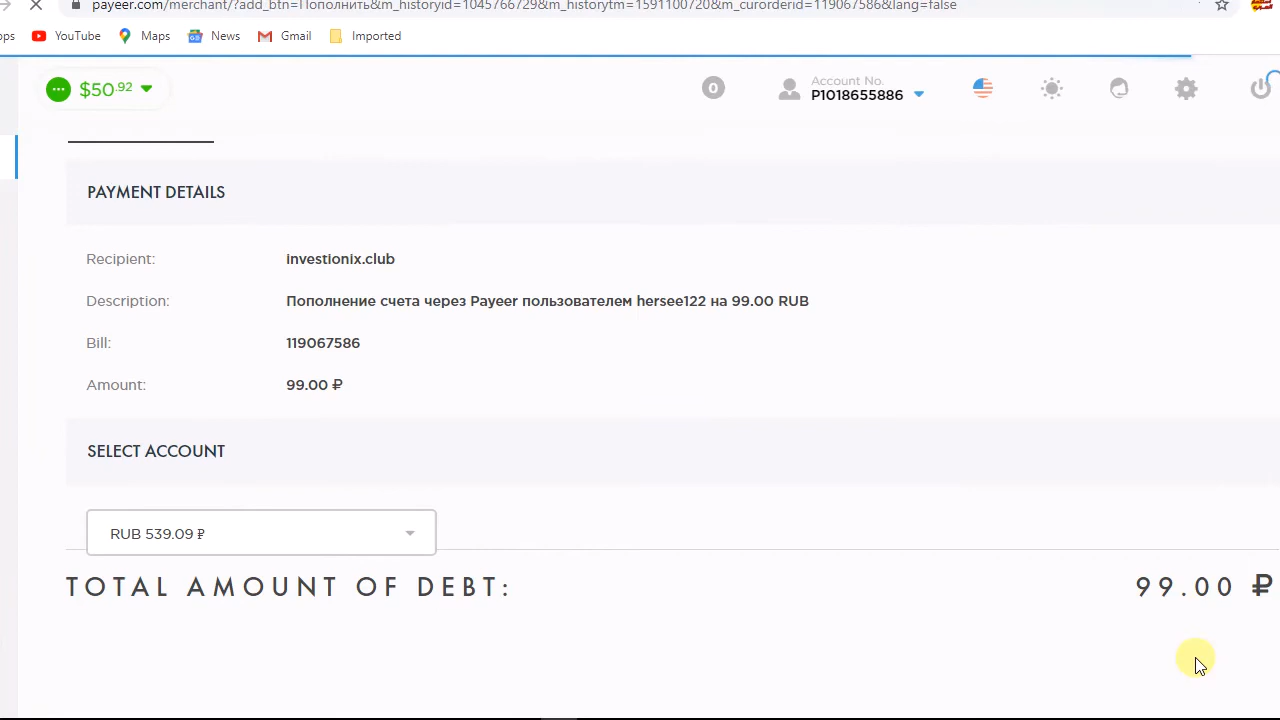 payeer.com/merchant/?add_btn=Пополнить&m_historyid=1045766729&m_historytm=1591100720&m_curorderid=119067586&lang=false
ps YouTube Maps News Gmail Imported
$50.92 0 Account No. P1018655886
PAYMENT DETAILS
Recipient: investionix.club
Description: Пополнение счета через Payeer пользователем hersee122 на 99.00 RUB
Bill: 119067586
Amount: 99.00 ₽
SELECT ACCOUNT
RUB 539.09 ₽
TOTAL AMOUNT OF DEBT: 99.00 ₽